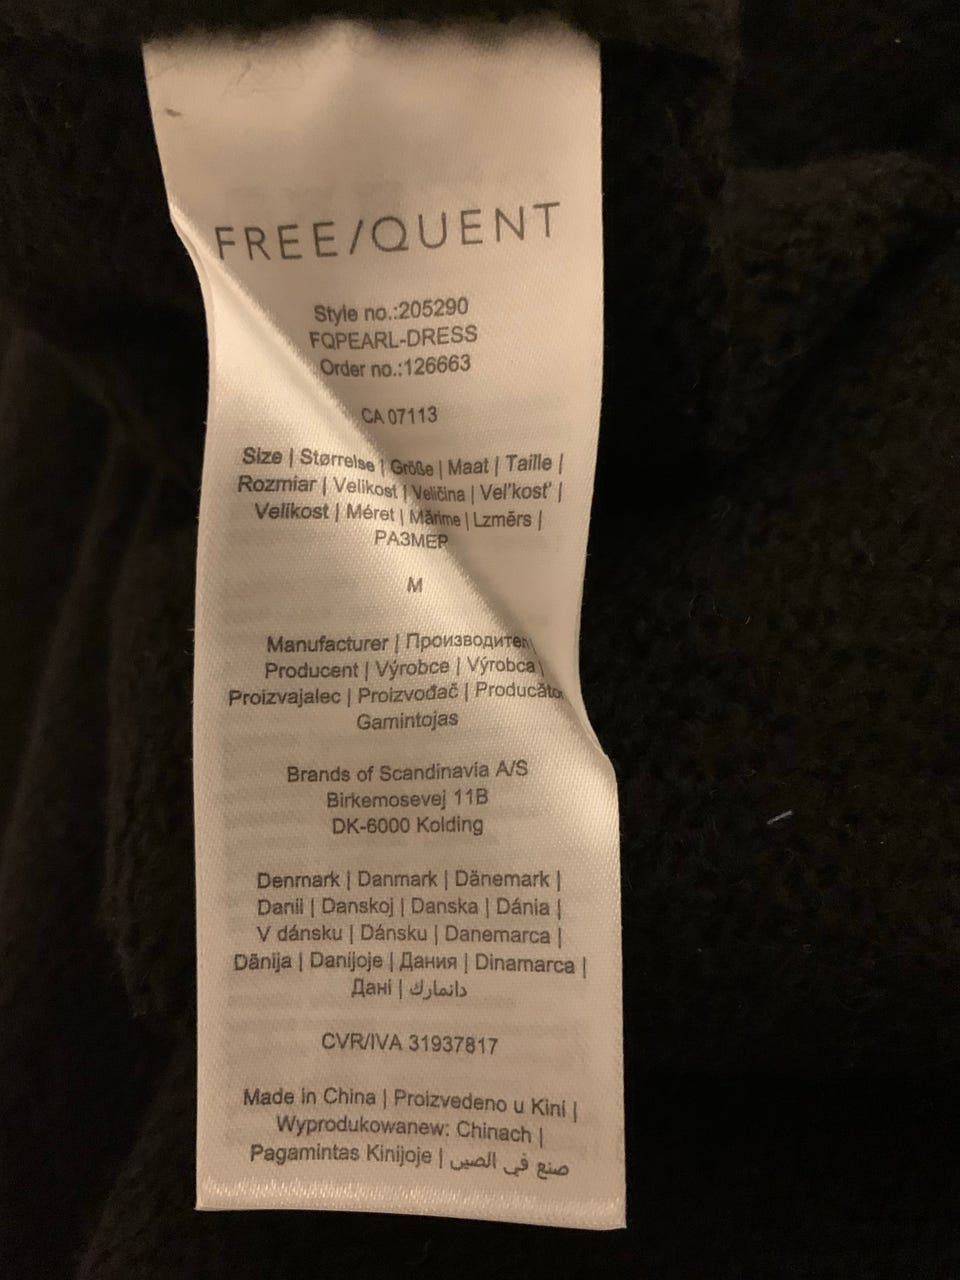 FREE/QUENT
Style no.:205290
FQPEARL-DRESS
Order no.:126663
CA 07113
Size | Størrelse | Größe | Maat | Taille |
Rozmiar | Velikost | Veličina | Veľkosť |
Velikost | Méret | Mărime | Lzmērs |
РАЗМЕР
M
Manufacturer | Производител
Producent | Výrobce | Výrobca |
Proizvajalec | Proizvođač | Producător
Gamintojas
Brands of Scandinavia A/S
Birkemosevej 11B
DK-6000 Kolding
Denmark | Danmark | Dänemark |
Danii | Danskoj | Danska | Dánia |
V dánsku | Dánsku | Danemarca |
Dānija | Danijoje | Дания | Dinamarca |
Дані | دانمارك
CVR/IVA 31937817
Made in China | Proizvedeno u Kini |
Wyprodukowanew: Chinach |
Pagamintas Kinijoje | صنع في الصين